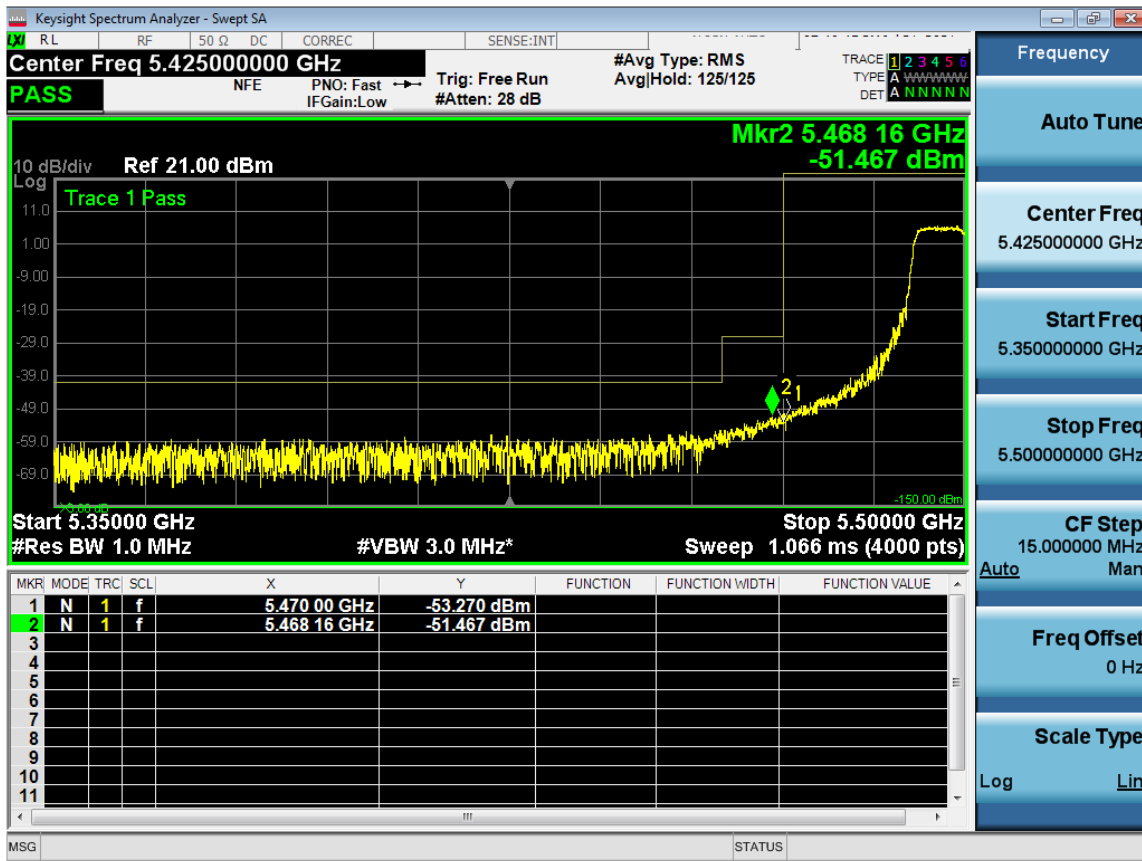 Keysight Spectrum Analyzer - Swept SA
LXI RL RF 50 Ω DC CORREC SENSE:INT
Center Freq 5.425000000 GHz
PASS
NFE
PNO: Fast
IFGain:Low
Trig: Free Run
#Atten: 28 dB
#Avg Type: RMS
Avg|Hold: 125/125
TRACE 1 2 3 4 5 6
TYPE A WWWWW
DET A N N N N N
Frequency
Auto Tune
Center Freq
5.425000000 GHz
Start Freq
5.350000000 GHz
Stop Freq
5.500000000 GHz
CF Step
15.000000 MHz
Auto Man
Freq Offset
0 Hz
Scale Type
Log Lin
Mkr2 5.468 16 GHz
-51.467 dBm
10 dB/div Ref 21.00 dBm
Log
Trace 1 Pass
11.0
1.00
-9.00
-19.0
-29.0
-39.0
-49.0
-59.0
-69.0
2 1
-150.00 dBm
Start 5.35000 GHz Stop 5.50000 GHz
#Res BW 1.0 MHz #VBW 3.0 MHz* Sweep 1.066 ms (4000 pts)
MKR MODE TRC SCL X Y FUNCTION FUNCTION WIDTH FUNCTION VALUE
1 N 1 f 5.470 00 GHz -53.270 dBm
2 N 1 f 5.468 16 GHz -51.467 dBm
3
4
5
6
7
8
9
10
11
MSG STATUS